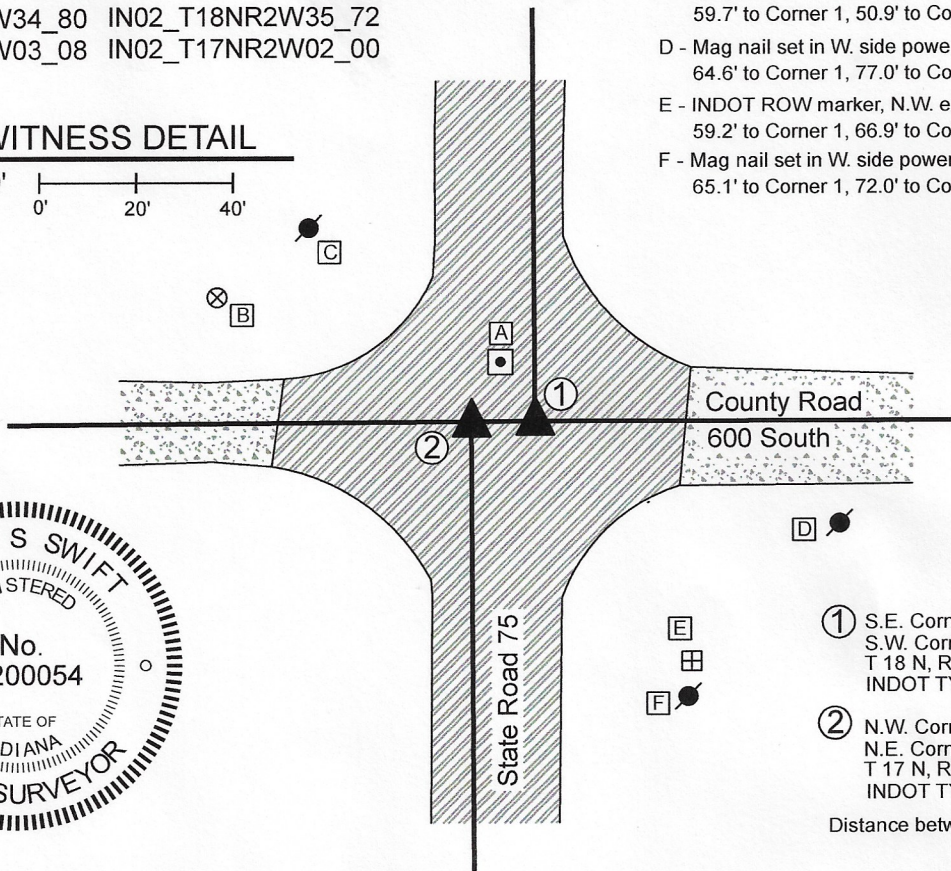 W34_80 IN02_T18NR2W35_72
W03_08 IN02_T17NR2W02_00
WITNESS DETAIL
0' 20' 40'
C
B
A
1
2
County Road
600 South
State Road 75
D
E
F
59.7' to Corner 1, 50.9' to Co
D - Mag nail set in W. side powe
64.6' to Corner 1, 77.0' to Co
E - INDOT ROW marker, N.W. e
59.2' to Corner 1, 66.9' to Co
F - Mag nail set in W. side power
65.1' to Corner 1, 72.0' to Co
S SWIFT
STERED
No.
200054
TATE OF
DIANA
SURVEYOR
1 S.E. Corn
S.W. Corn
T 18 N, R
INDOT TY
2 N.W. Corn
N.E. Corn
T 17 N, R
INDOT TY
Distance betw